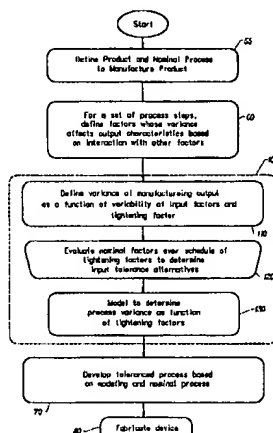 Start
55
Define Product and Nominal Process
to Manufacture Product
60
For a set of process steps,
define factors whose variance
affects output characteristics based
on interaction with other factors
Define variance of manufactureing output
as a function of variability of input factors and
tightening factor
110
Evaluate nominal factors over schedule of
tightening factors to determine
input tolerance alternatives
120
Model to determine
process variance as function
of tightening factors
130
Develop toleranced process based
on modeling and nominal process
70
80
Fabricate device